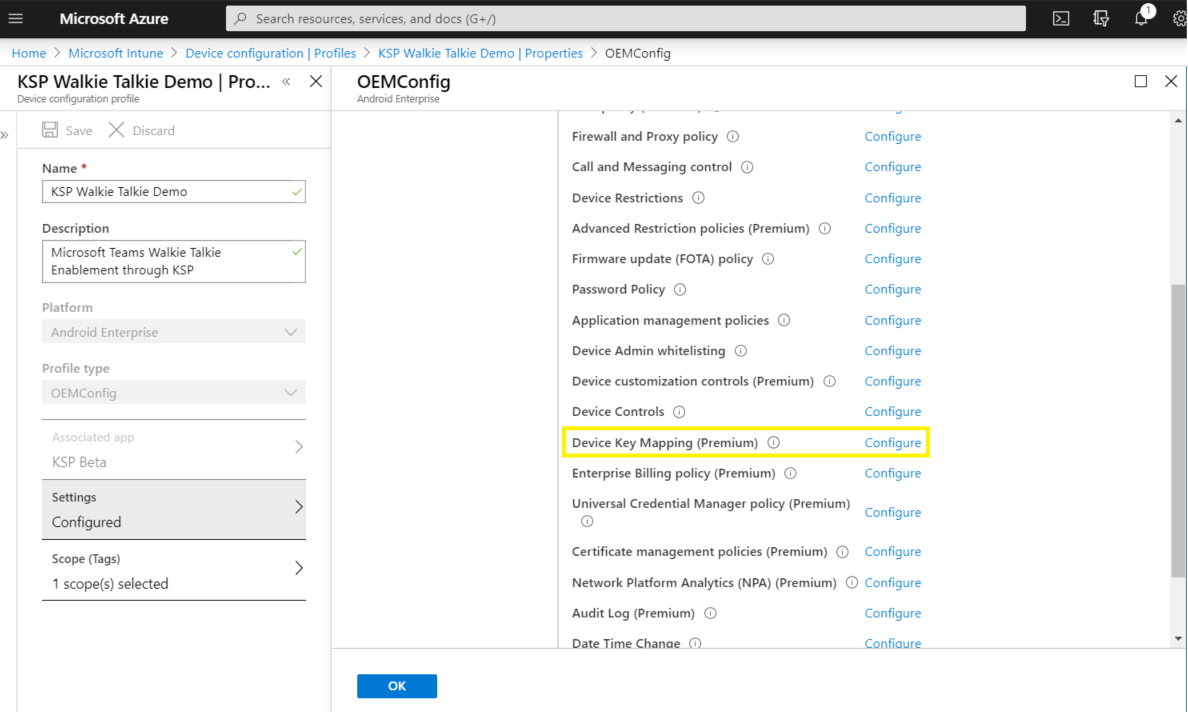 Microsoft Azure
Search resources, services, and docs (G+/)
1
Home > Microsoft Intune > Device configuration | Profiles > KSP Walkie Talkie Demo | Properties > OEMConfig
KSP Walkie Talkie Demo | Pro... «
Device configuration profile
»
Save Discard
Name *
KSP Walkie Talkie Demo
Description
Microsoft Teams Walkie Talkie
Enablement through KSP
Platform
Android Enterprise
Profile type
OEMConfig
Associated app
KSP Beta
Settings
Configured
Scope (Tags)
1 scope(s) selected
OEMConfig
Android Enterprise
Firewall and Proxy policy Configure
Call and Messaging control Configure
Device Restrictions Configure
Advanced Restriction policies (Premium) Configure
Firmware update (FOTA) policy Configure
Password Policy Configure
Application management policies Configure
Device Admin whitelisting Configure
Device customization controls (Premium) Configure
Device Controls Configure
Device Key Mapping (Premium) Configure
Enterprise Billing policy (Premium) Configure
Universal Credential Manager policy (Premium) Configure
Certificate management policies (Premium) Configure
Network Platform Analytics (NPA) (Premium) Configure
Audit Log (Premium) Configure
Date Time Change Configure
OK